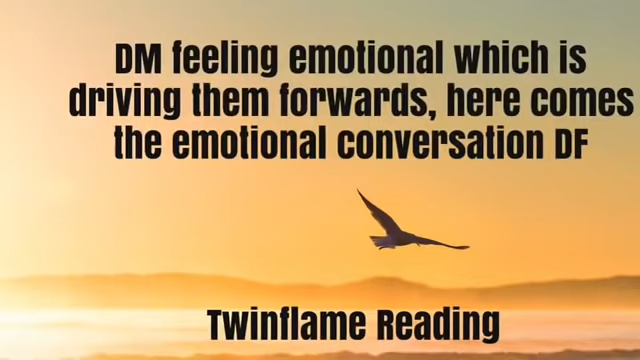 DM feeling emotional which is
driving them forwards, here comes
the emotional conversation DF
Twinflame Reading